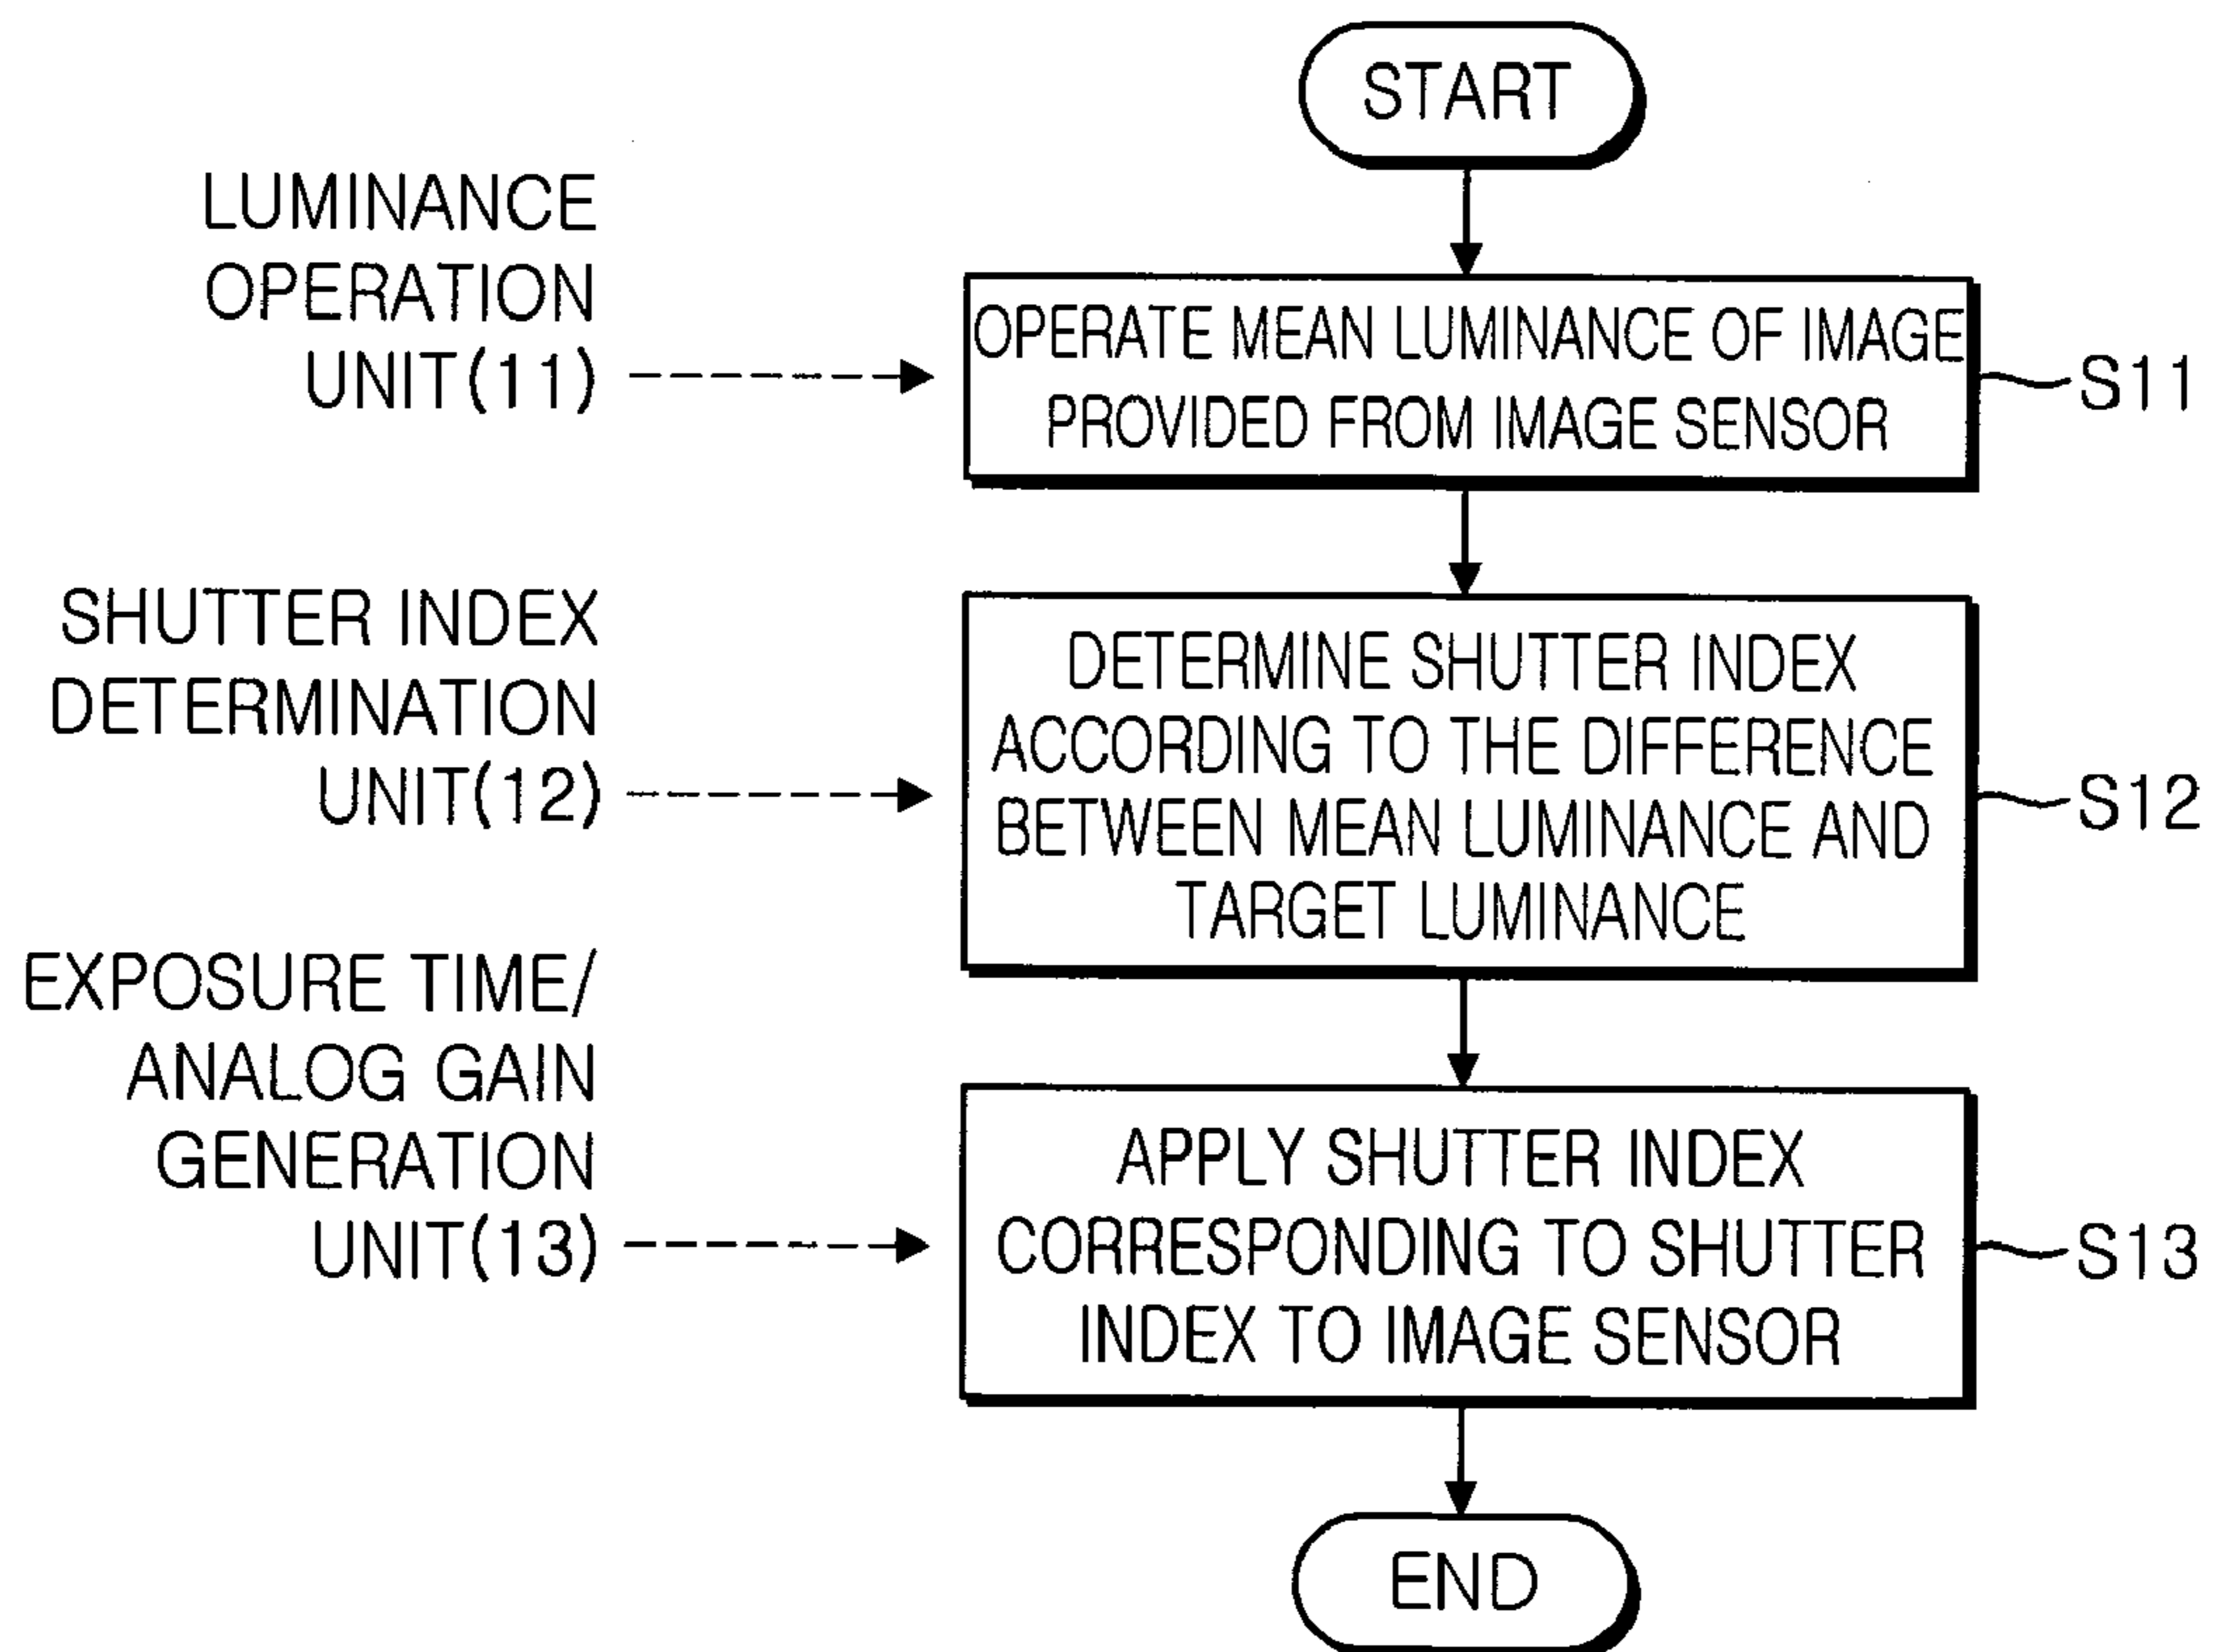 START
LUMINANCE
OPERATION
UNIT(11)
OPERATE MEAN LUMINANCE OF IMAGE
PROVIDED FROM IMAGE SENSOR
S11
SHUTTER INDEX
DETERMINATION
UNIT(12)
DETERMINE SHUTTER INDEX
ACCORDING TO THE DIFFERENCE
BETWEEN MEAN LUMINANCE AND
TARGET LUMINANCE
S12
EXPOSURE TIME/
ANALOG GAIN
GENERATION
UNIT(13)
APPLY SHUTTER INDEX
CORRESPONDING TO SHUTTER
INDEX TO IMAGE SENSOR
S13
END